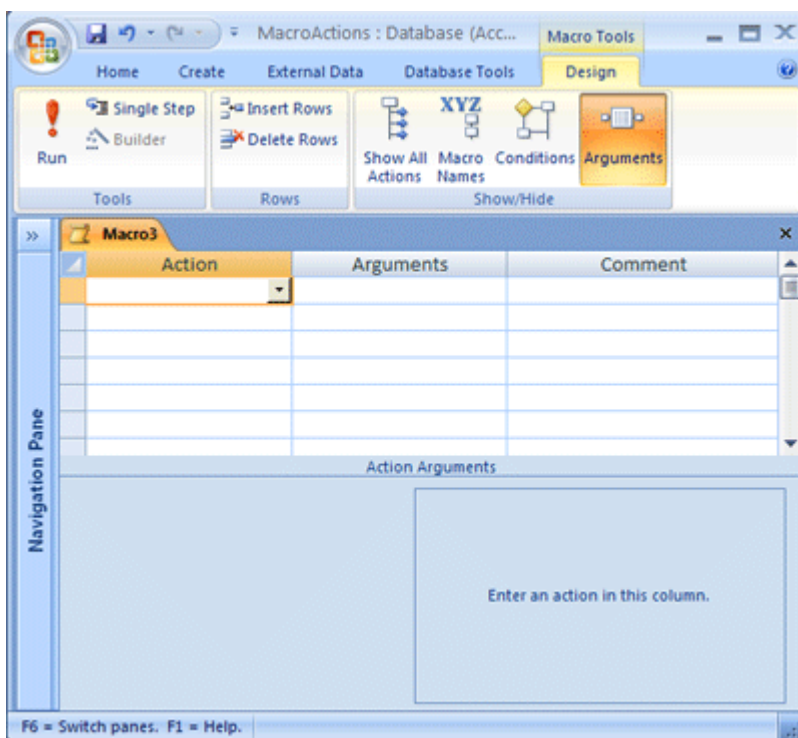 MacroActions : Database (Acc...
Macro Tools
Home Create External Data Database Tools Design
Run
Single Step
Builder
Tools
Insert Rows
Delete Rows
Rows
Show All
Actions
XYZ
Macro
Names
Conditions
Arguments
Show/Hide
Macro3
Action Arguments Comment
Navigation Pane
Action Arguments
Enter an action in this column.
F6 = Switch panes. F1 = Help.